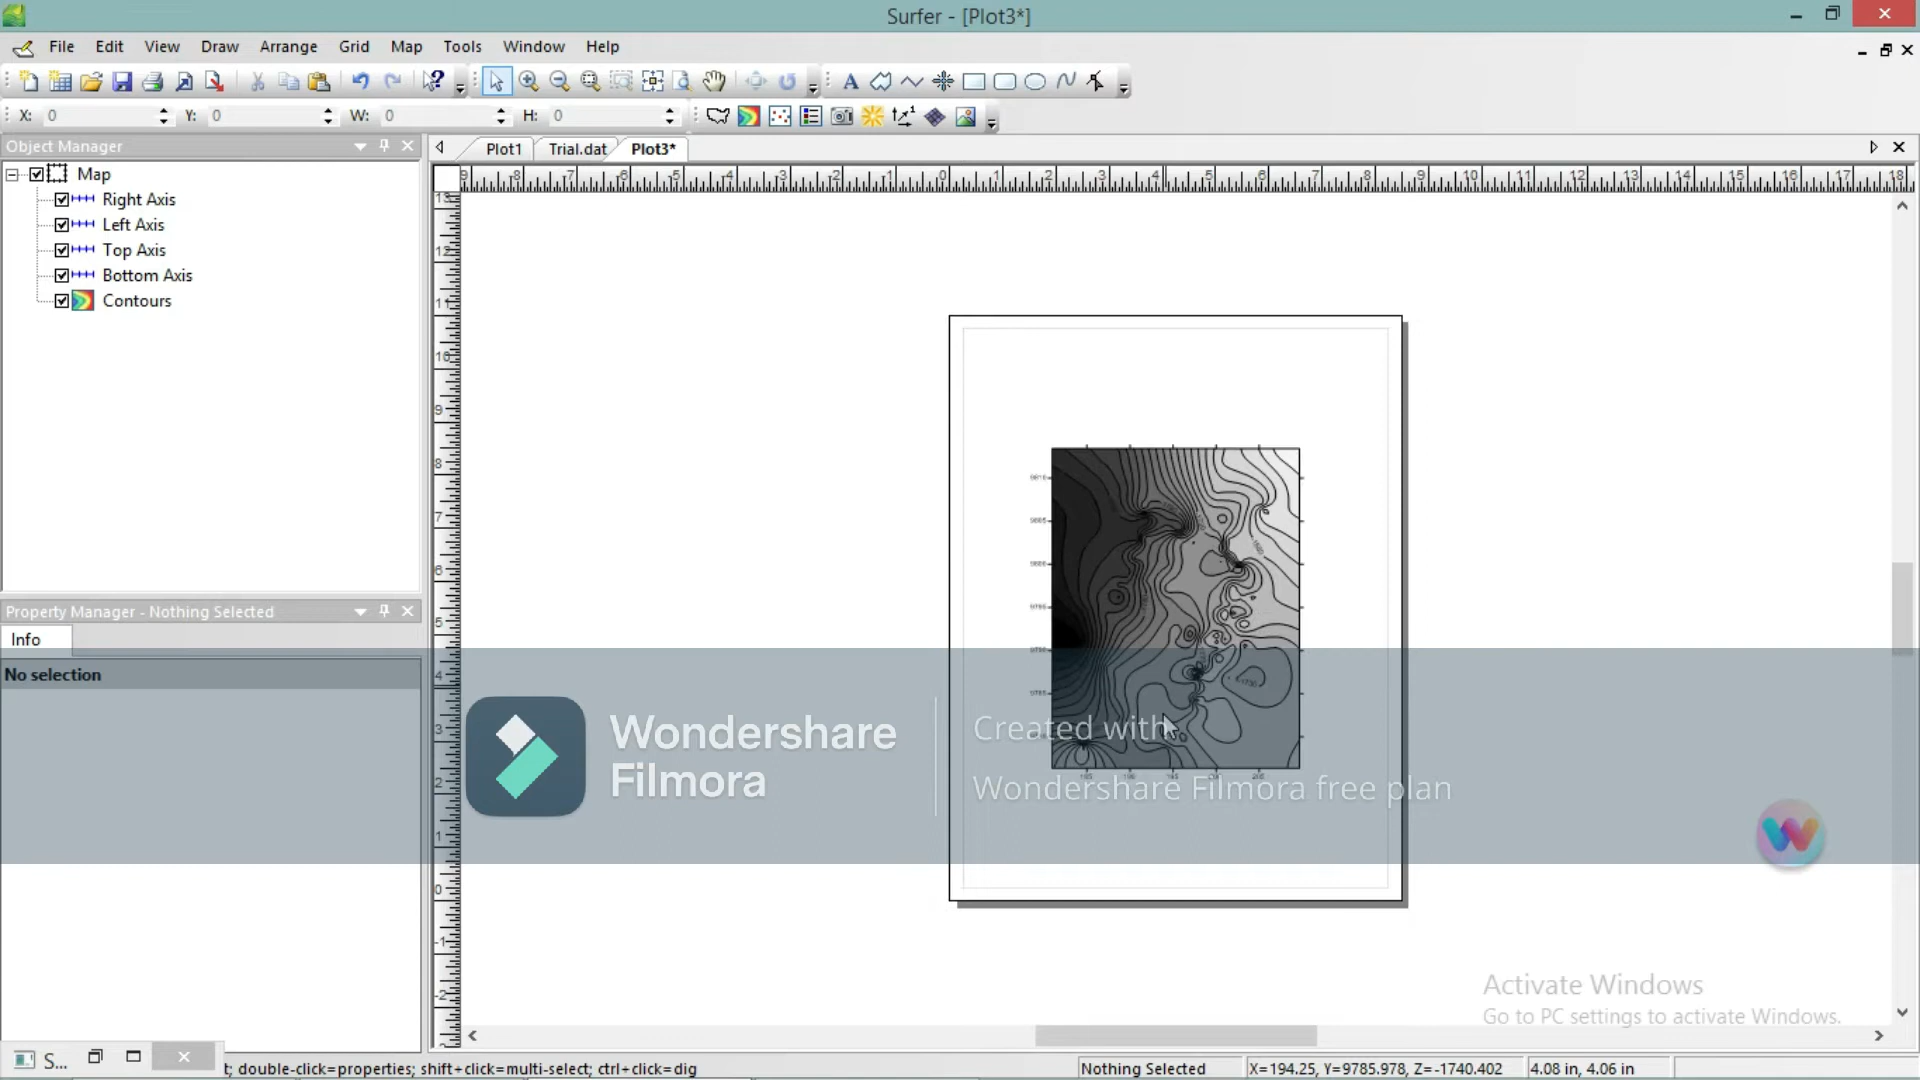 Surfer - [Plot3*]
File Edit View Draw Arrange Grid Map Tools Window Help
X: 0 Y: 0 W: 0 H: 0
Object Manager
Map
Right Axis
Left Axis
Top Axis
Bottom Axis
Contours
Plot1 Trial.dat Plot3*
Property Manager - Nothing Selected
Info
No selection
Wondershare
Filmora
Created with
Wondershare Filmora free plan
Activate Windows
Go to PC settings to activate Windows.
S...
t; double-click=properties; shift+click=multi-select; ctrl+click=dig
Nothing Selected
X=194.25, Y=9785.978, Z=-1740.402
4.08 in, 4.06 in